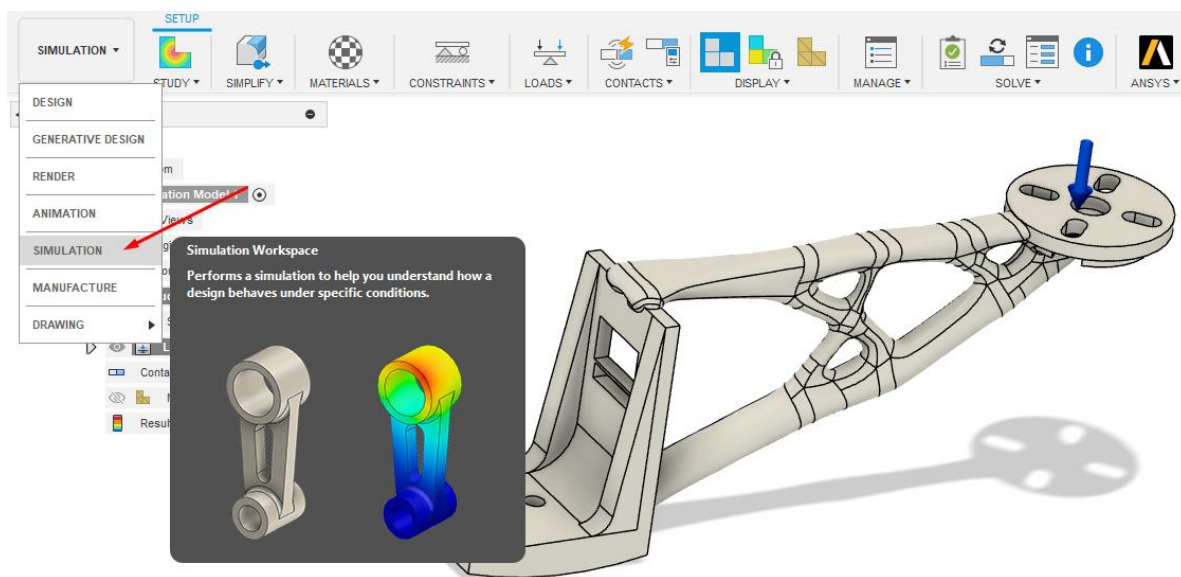 SETUP
SIMULATION
STUDY
SIMPLIFY
MATERIALS
CONSTRAINTS
LOADS
CONTACTS
DISPLAY
MANAGE
SOLVE
ANSYS
DESIGN
GENERATIVE DESIGN
RENDER
ANIMATION
SIMULATION
MANUFACTURE
DRAWING
Simulation Workspace
Performs a simulation to help you understand how a
design behaves under specific conditions.